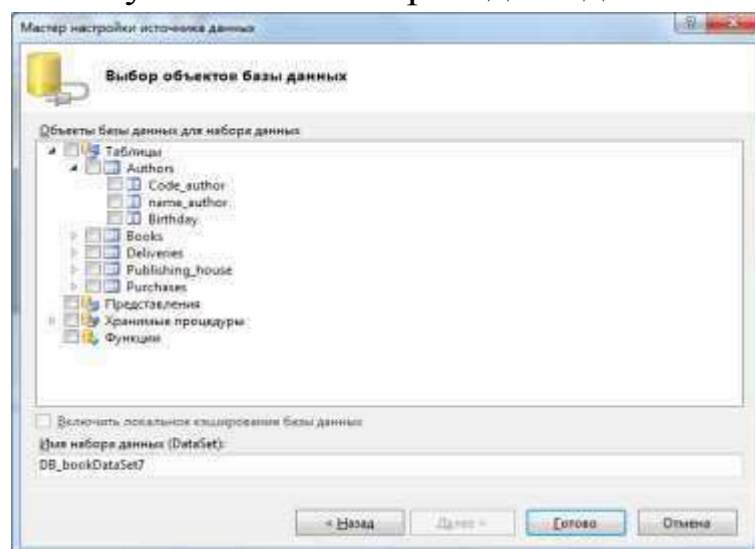 Мастер настройки источника данных
Выбор объектов базы данных
Объекты базы данных для набора данных
Таблицы
Authors
Code_author
name_author
Birthday
Books
Deliveries
Publishing_house
Purchases
Представления
Хранимые процедуры
Функции
Включить локальное кэширование базы данных
Имя набора данных (DataSet):
DB_bookDataSet7
< Назад
Далее >
Готово
Отмена